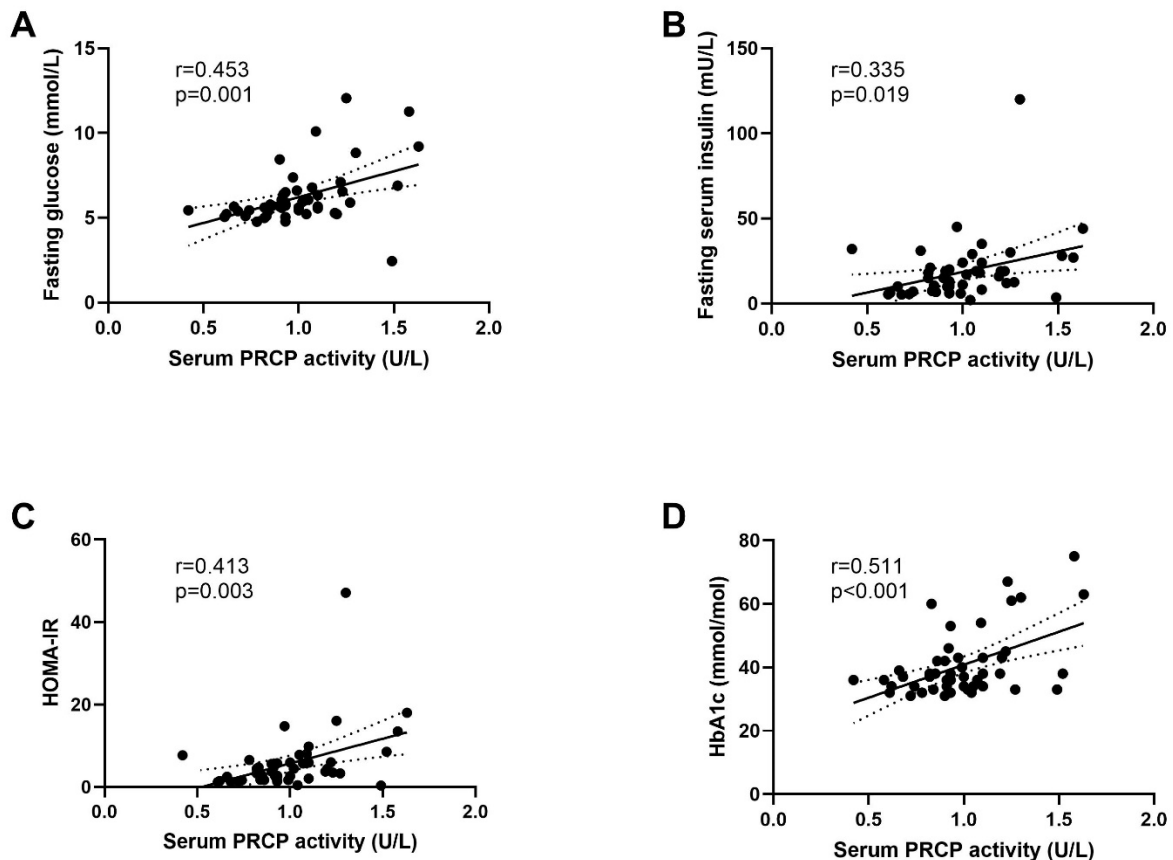 A
Fasting glucose (mmol/L)
r=0.453
p=0.001
15
10
5
0
0.0 0.5 1.0 1.5 2.0
Serum PRCP activity (U/L)
B
Fasting serum insulin (mU/L)
r=0.335
p=0.019
150
100
50
0
0.0 0.5 1.0 1.5 2.0
Serum PRCP activity (U/L)
C
HOMA-IR
r=0.413
p=0.003
60
40
20
0
0.0 0.5 1.0 1.5 2.0
Serum PRCP activity (U/L)
D
HbA1c (mmol/mol)
r=0.511
p<0.001
80
60
40
20
0
0.0 0.5 1.0 1.5 2.0
Serum PRCP activity (U/L)